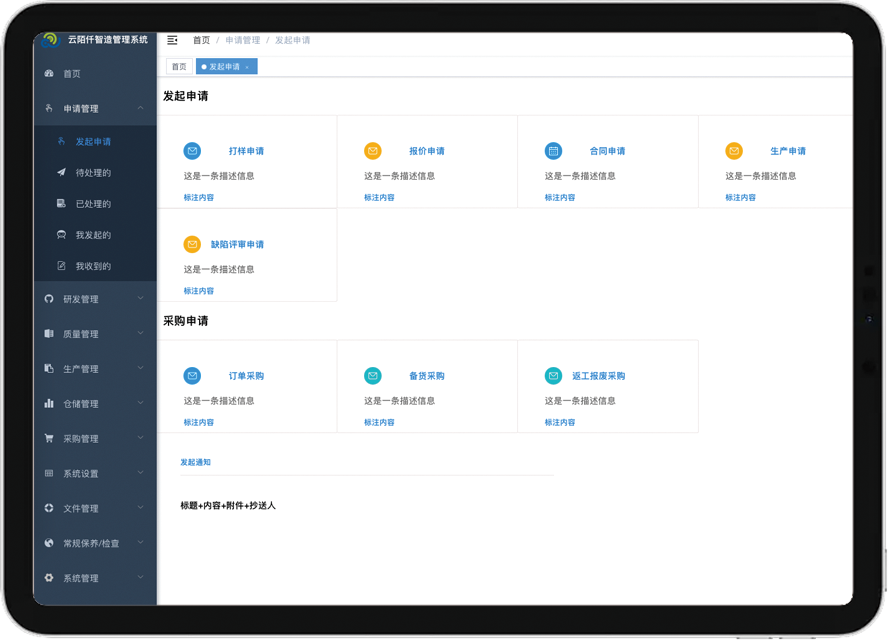 云陌仟智造管理系统
首页 / 申请管理 / 发起申请
首页
发起申请 ×
首页
申请管理
发起申请
待处理的
已处理的
我发起的
我收到的
研发管理
质量管理
生产管理
仓储管理
采购管理
系统设置
文件管理
常规保养/检查
系统管理
发起申请
打样申请
这是一条描述信息
标注内容
报价申请
这是一条描述信息
标注内容
合同申请
这是一条描述信息
标注内容
生产申请
这是一条描述信息
标注内容
缺陷评审申请
这是一条描述信息
标注内容
采购申请
订单采购
这是一条描述信息
标注内容
备货采购
这是一条描述信息
标注内容
返工报废采购
这是一条描述信息
标注内容
发起通知
标题+内容+附件+抄送人